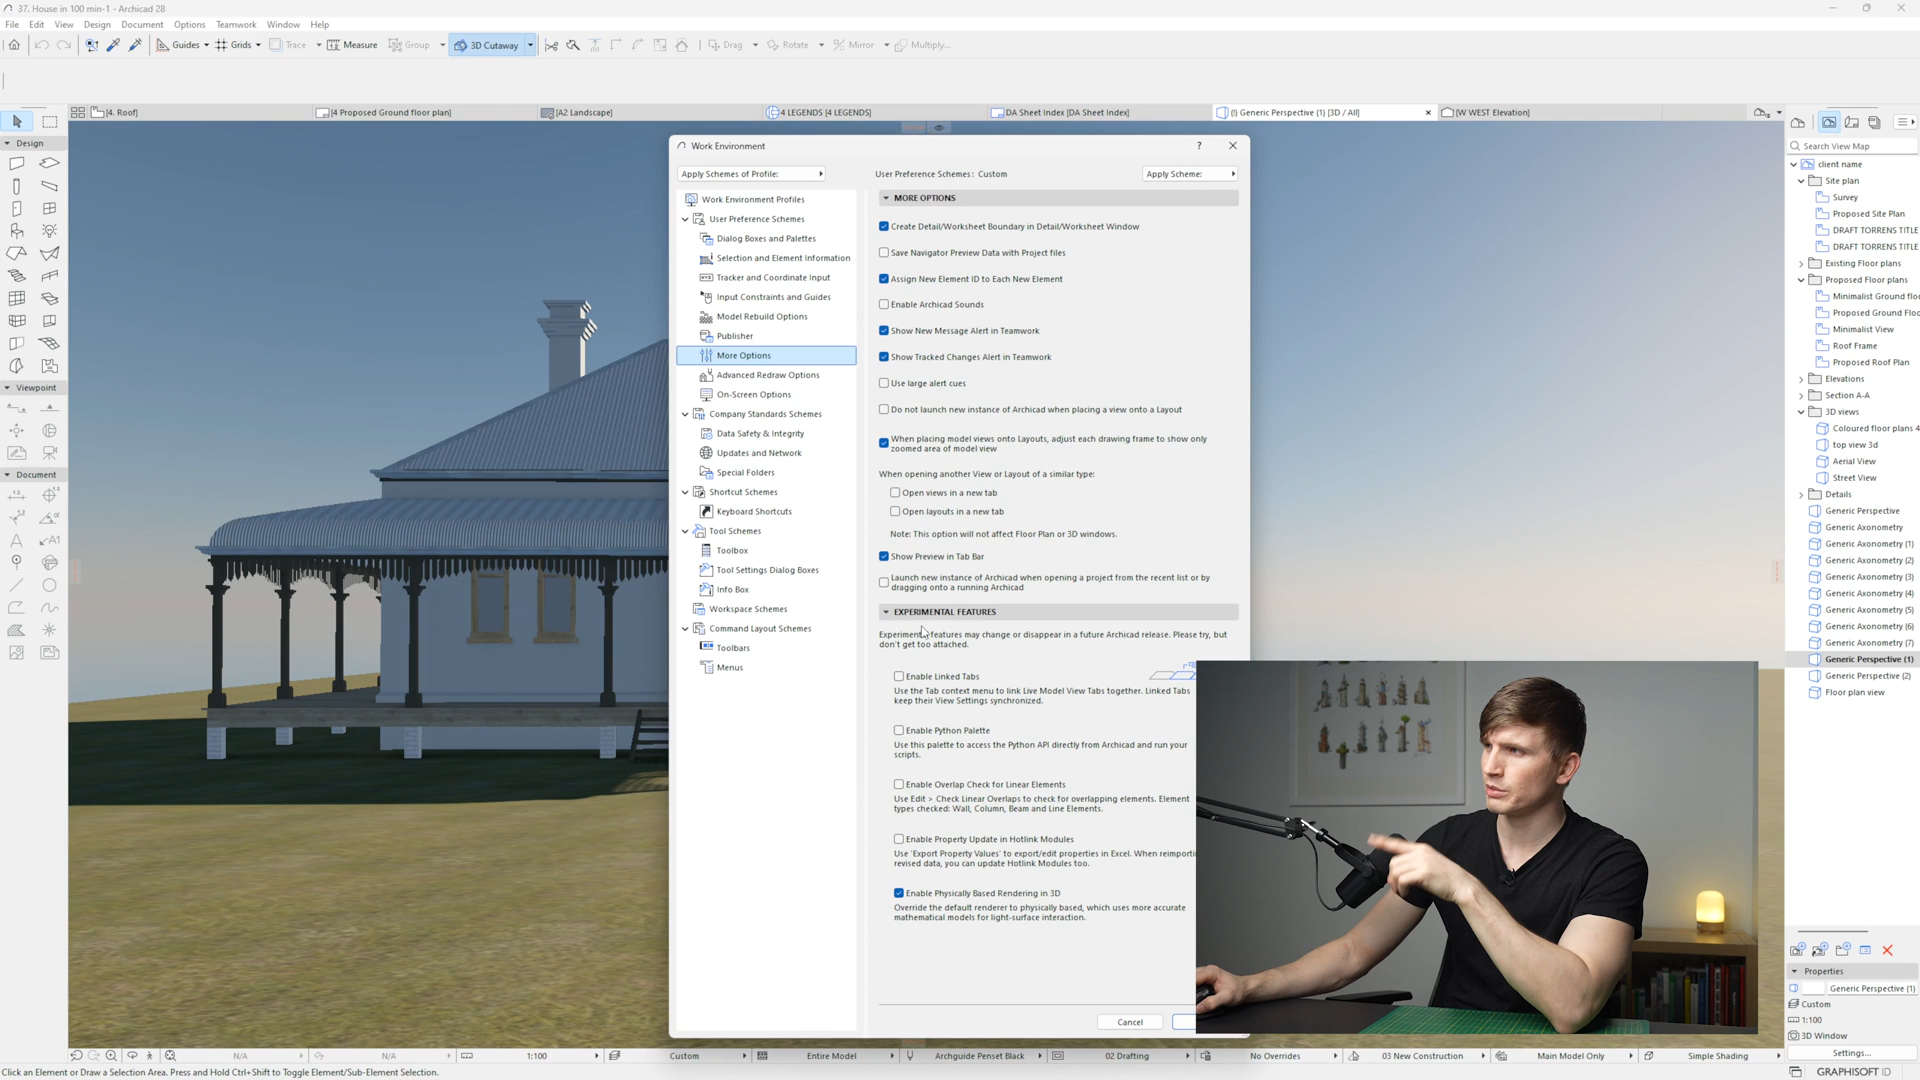 37. House in 100 min-1 - Archicad 28
File Edit View Design Document Options Teamwork Window Help
Guides Grids Trace Measure Group 3D Cutaway Drag Rotate Mirror Multiply...
[4. Roof] [4 Proposed Ground floor plan] [A2 Landscape] 4 LEGENDS [4 LEGENDS] DA Sheet Index [DA Sheet Index] (!) Generic Perspective (1) [3D / All] [W WEST Elevation]
Design
Viewpoint
Document
Work Environment
Apply Schemes of Profile:
User Preference Schemes: Custom
Apply Scheme:
Work Environment Profiles
User Preference Schemes
Dialog Boxes and Palettes
Selection and Element Information
Tracker and Coordinate Input
Input Constraints and Guides
Model Rebuild Options
Publisher
More Options
Advanced Redraw Options
On-Screen Options
Company Standards Schemes
Data Safety & Integrity
Updates and Network
Special Folders
Shortcut Schemes
Keyboard Shortcuts
Tool Schemes
Toolbox
Tool Settings Dialog Boxes
Info Box
Workspace Schemes
Command Layout Schemes
Toolbars
Menus
MORE OPTIONS
Create Detail/Worksheet Boundary in Detail/Worksheet Window
Save Navigator Preview Data with Project files
Assign New Element ID to Each New Element
Enable Archicad Sounds
Show New Message Alert in Teamwork
Show Tracked Changes Alert in Teamwork
Use large alert cues
Do not launch new instance of Archicad when placing a view onto a Layout
When placing model views onto Layouts, adjust each drawing frame to show only
zoomed area of model view
When opening another View or Layout of a similar type:
Open views in a new tab
Open layouts in a new tab
Note: This option will not affect Floor Plan or 3D windows.
Show Preview in Tab Bar
Launch new instance of Archicad when opening a project from the recent list or by
dragging onto a running Archicad
EXPERIMENTAL FEATURES
features may change or disappear in a future Archicad release. Please try, but
don't get too attached.
Enable Linked Tabs
Use the Tab context menu to link Live Model View Tabs together. Linked Tabs
keep their View Settings synchronized.
Enable Python Palette
Use this palette to access the Python API directly from Archicad and run your
scripts.
Enable Overlap Check for Linear Elements
Use Edit > Check Linear Overlaps to check for overlapping elements. Element
types checked: Wall, Column, Beam and Line Elements.
Enable Property Update in Hotlink Modules
Use 'Export Property Values' to export/edit properties in Excel. When reimporti
revised data, you can update Hotlink Modules too.
Enable Physically Based Rendering in 3D
Override the default renderer to physically based, which uses more accurate
mathematical models for light-surface interaction.
Cancel
Search View Map
client name
Site plan
Survey
Proposed Site Plan
DRAFT TORRENS TITLE
DRAFT TORRENS TITLE
Existing Floor plans
Proposed Floor plans
Minimalist Ground floo
Proposed Ground Floo
Minimalist View
Roof Frame
Proposed Roof Plan
Elevations
Section A-A
3D views
Coloured floor plans 4
top view 3d
Aerial View
Street View
Details
Generic Perspective
Generic Axonometry
Generic Axonometry (1)
Generic Axonometry (2)
Generic Axonometry (3)
Generic Axonometry (4)
Generic Axonometry (5)
Generic Axonometry (6)
Generic Axonometry (7)
Generic Perspective (1)
Generic Perspective (2)
Floor plan view
Properties
Generic Perspective (1)
Custom
1:100
3D Window
Settings...
N/A N/A 1:100 Custom Entire Model Archguide Penset Black 02 Drafting No Overrides 03 New Construction Main Model Only Simple Shading
Click an Element or Draw a Selection Area. Press and Hold Ctrl+Shift to Toggle Element/Sub-Element Selection.
GRAPHISOFT ID